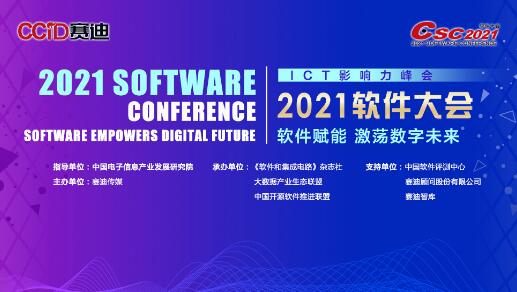 CCID赛迪
CSC2021
2021 SOFTWARE CONFERENCE
2021 SOFTWARE
CONFERENCE
SOFTWARE EMPOWERS DIGITAL FUTURE
ICT影响力峰会
2021软件大会
软件赋能 激荡数字未来
指导单位：中国电子信息产业发展研究院
主办单位：赛迪传媒
承办单位：《软件和集成电路》杂志社
大数据产业生态联盟
中国开源软件推进联盟
支持单位：中国软件评测中心
赛迪顾问股份有限公司
赛迪智库